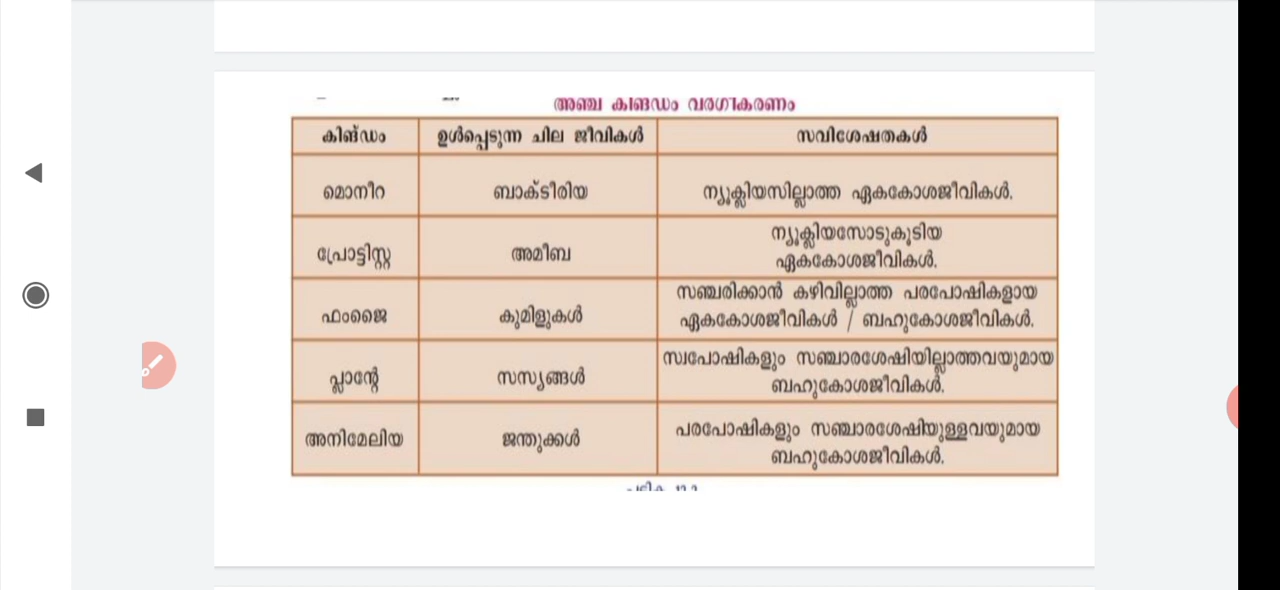 അഞ്ച കിങ്ഡം വർഗീകരണം
കിങ്ഡം ഉൾപ്പെടുന്ന ചില ജീവികൾ സവിശേഷതകൾ
മൊനീറ ബാക്ടീരിയ ന്യൂക്ലിയസില്ലാത്ത ഏകകോശജീവികൾ.
പ്രോട്ടിസ്റ്റ അമീബ ന്യൂക്ലിയസോടുകൂടിയ
ഏകകോശജീവികൾ.
ഫംജൈ കുമിളുകൾ സഞ്ചരിക്കാൻ കഴിവില്ലാത്ത പരപോഷികളായ
ഏകകോശജീവികൾ / ബഹുകോശജീവികൾ.
പ്ലാന്റേ സസ്യങ്ങൾ സ്വപോഷികളും സഞ്ചാരശേഷിയില്ലാത്തവയുമായ
ബഹുകോശജീവികൾ.
അനിമേലിയ ജന്തുക്കൾ പരപോഷികളും സഞ്ചാരശേഷിയുള്ളവയുമായ
ബഹുകോശജീവികൾ.